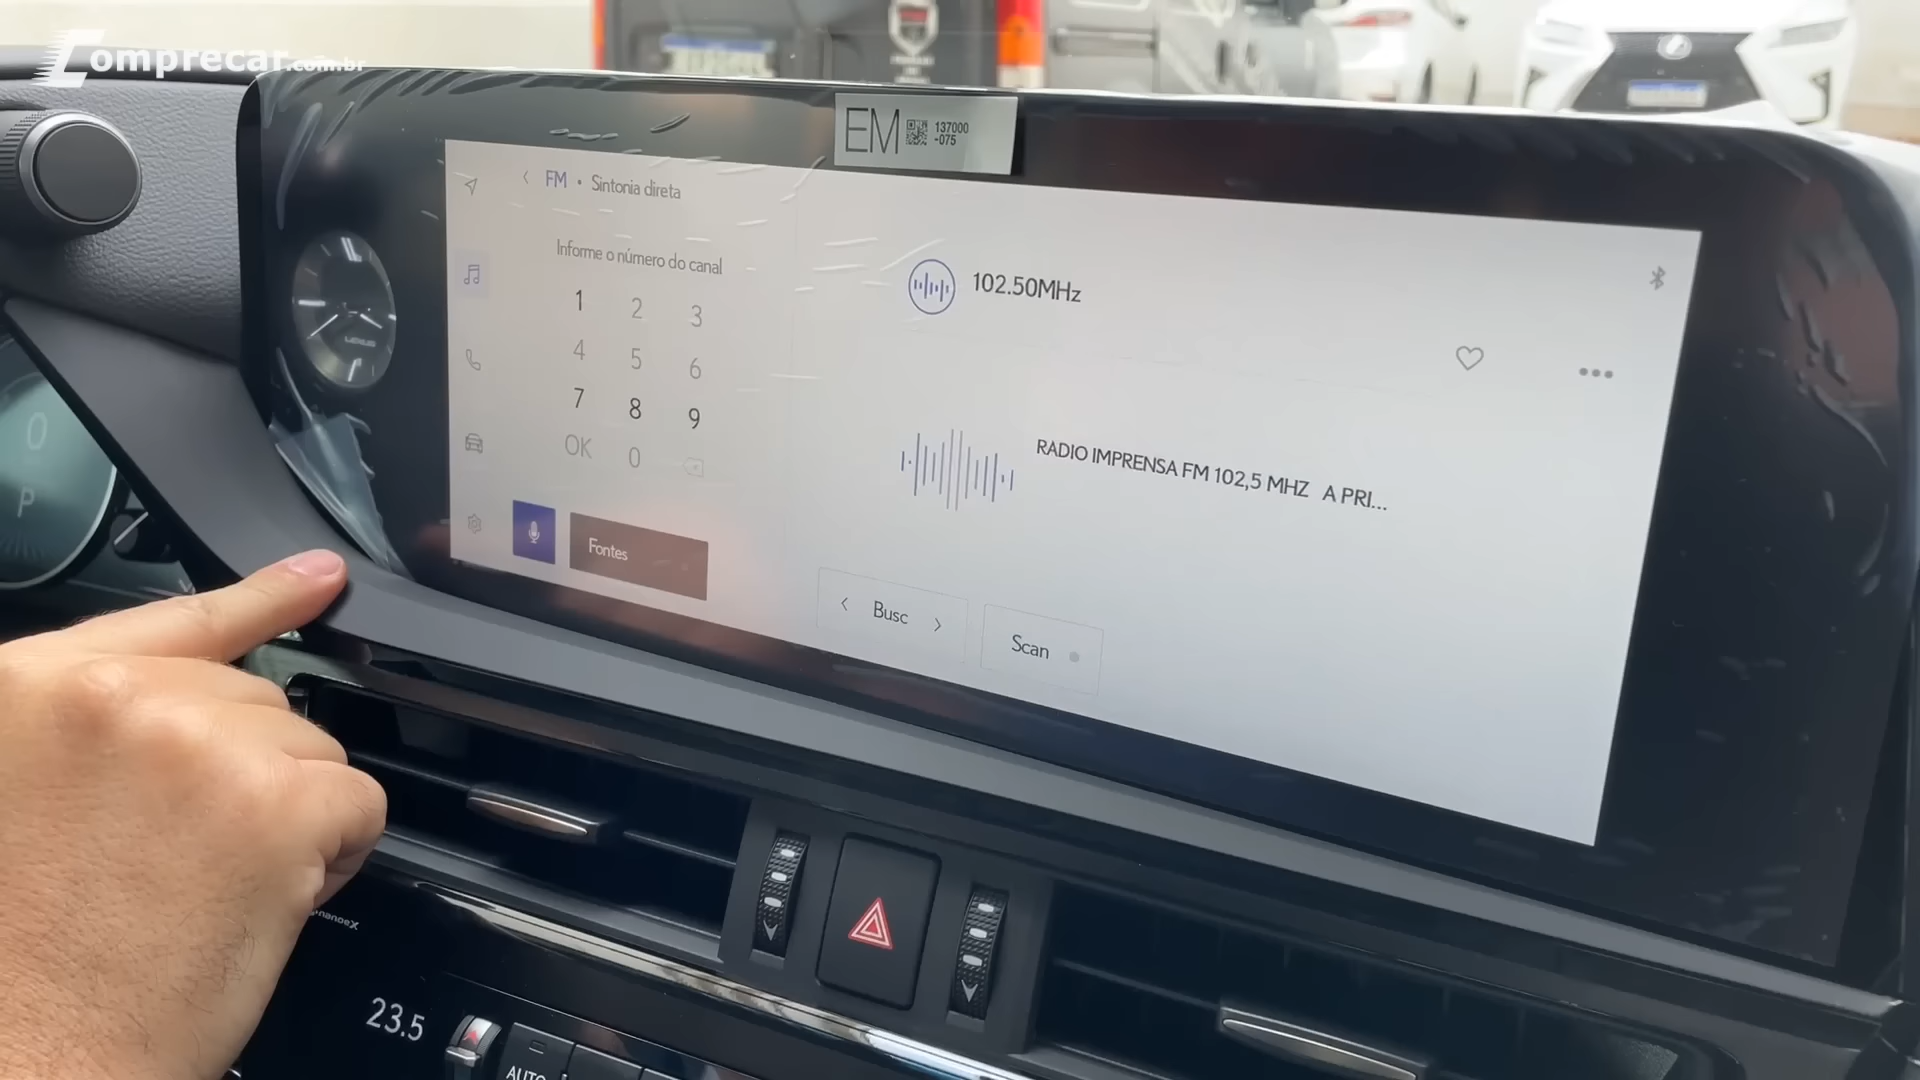 Comprecar.com.br
EM
137000
-075
FM • Sintonia direta
Informe o número do canal
1 2 3
4 5 6
7 8 9
OK 0
Fontes
102.50MHz
RADIO IMPRENSA FM 102,5 MHZ A PRI...
Busc
Scan
LEXUS
0
P
nanoeX
23.5
AUTO